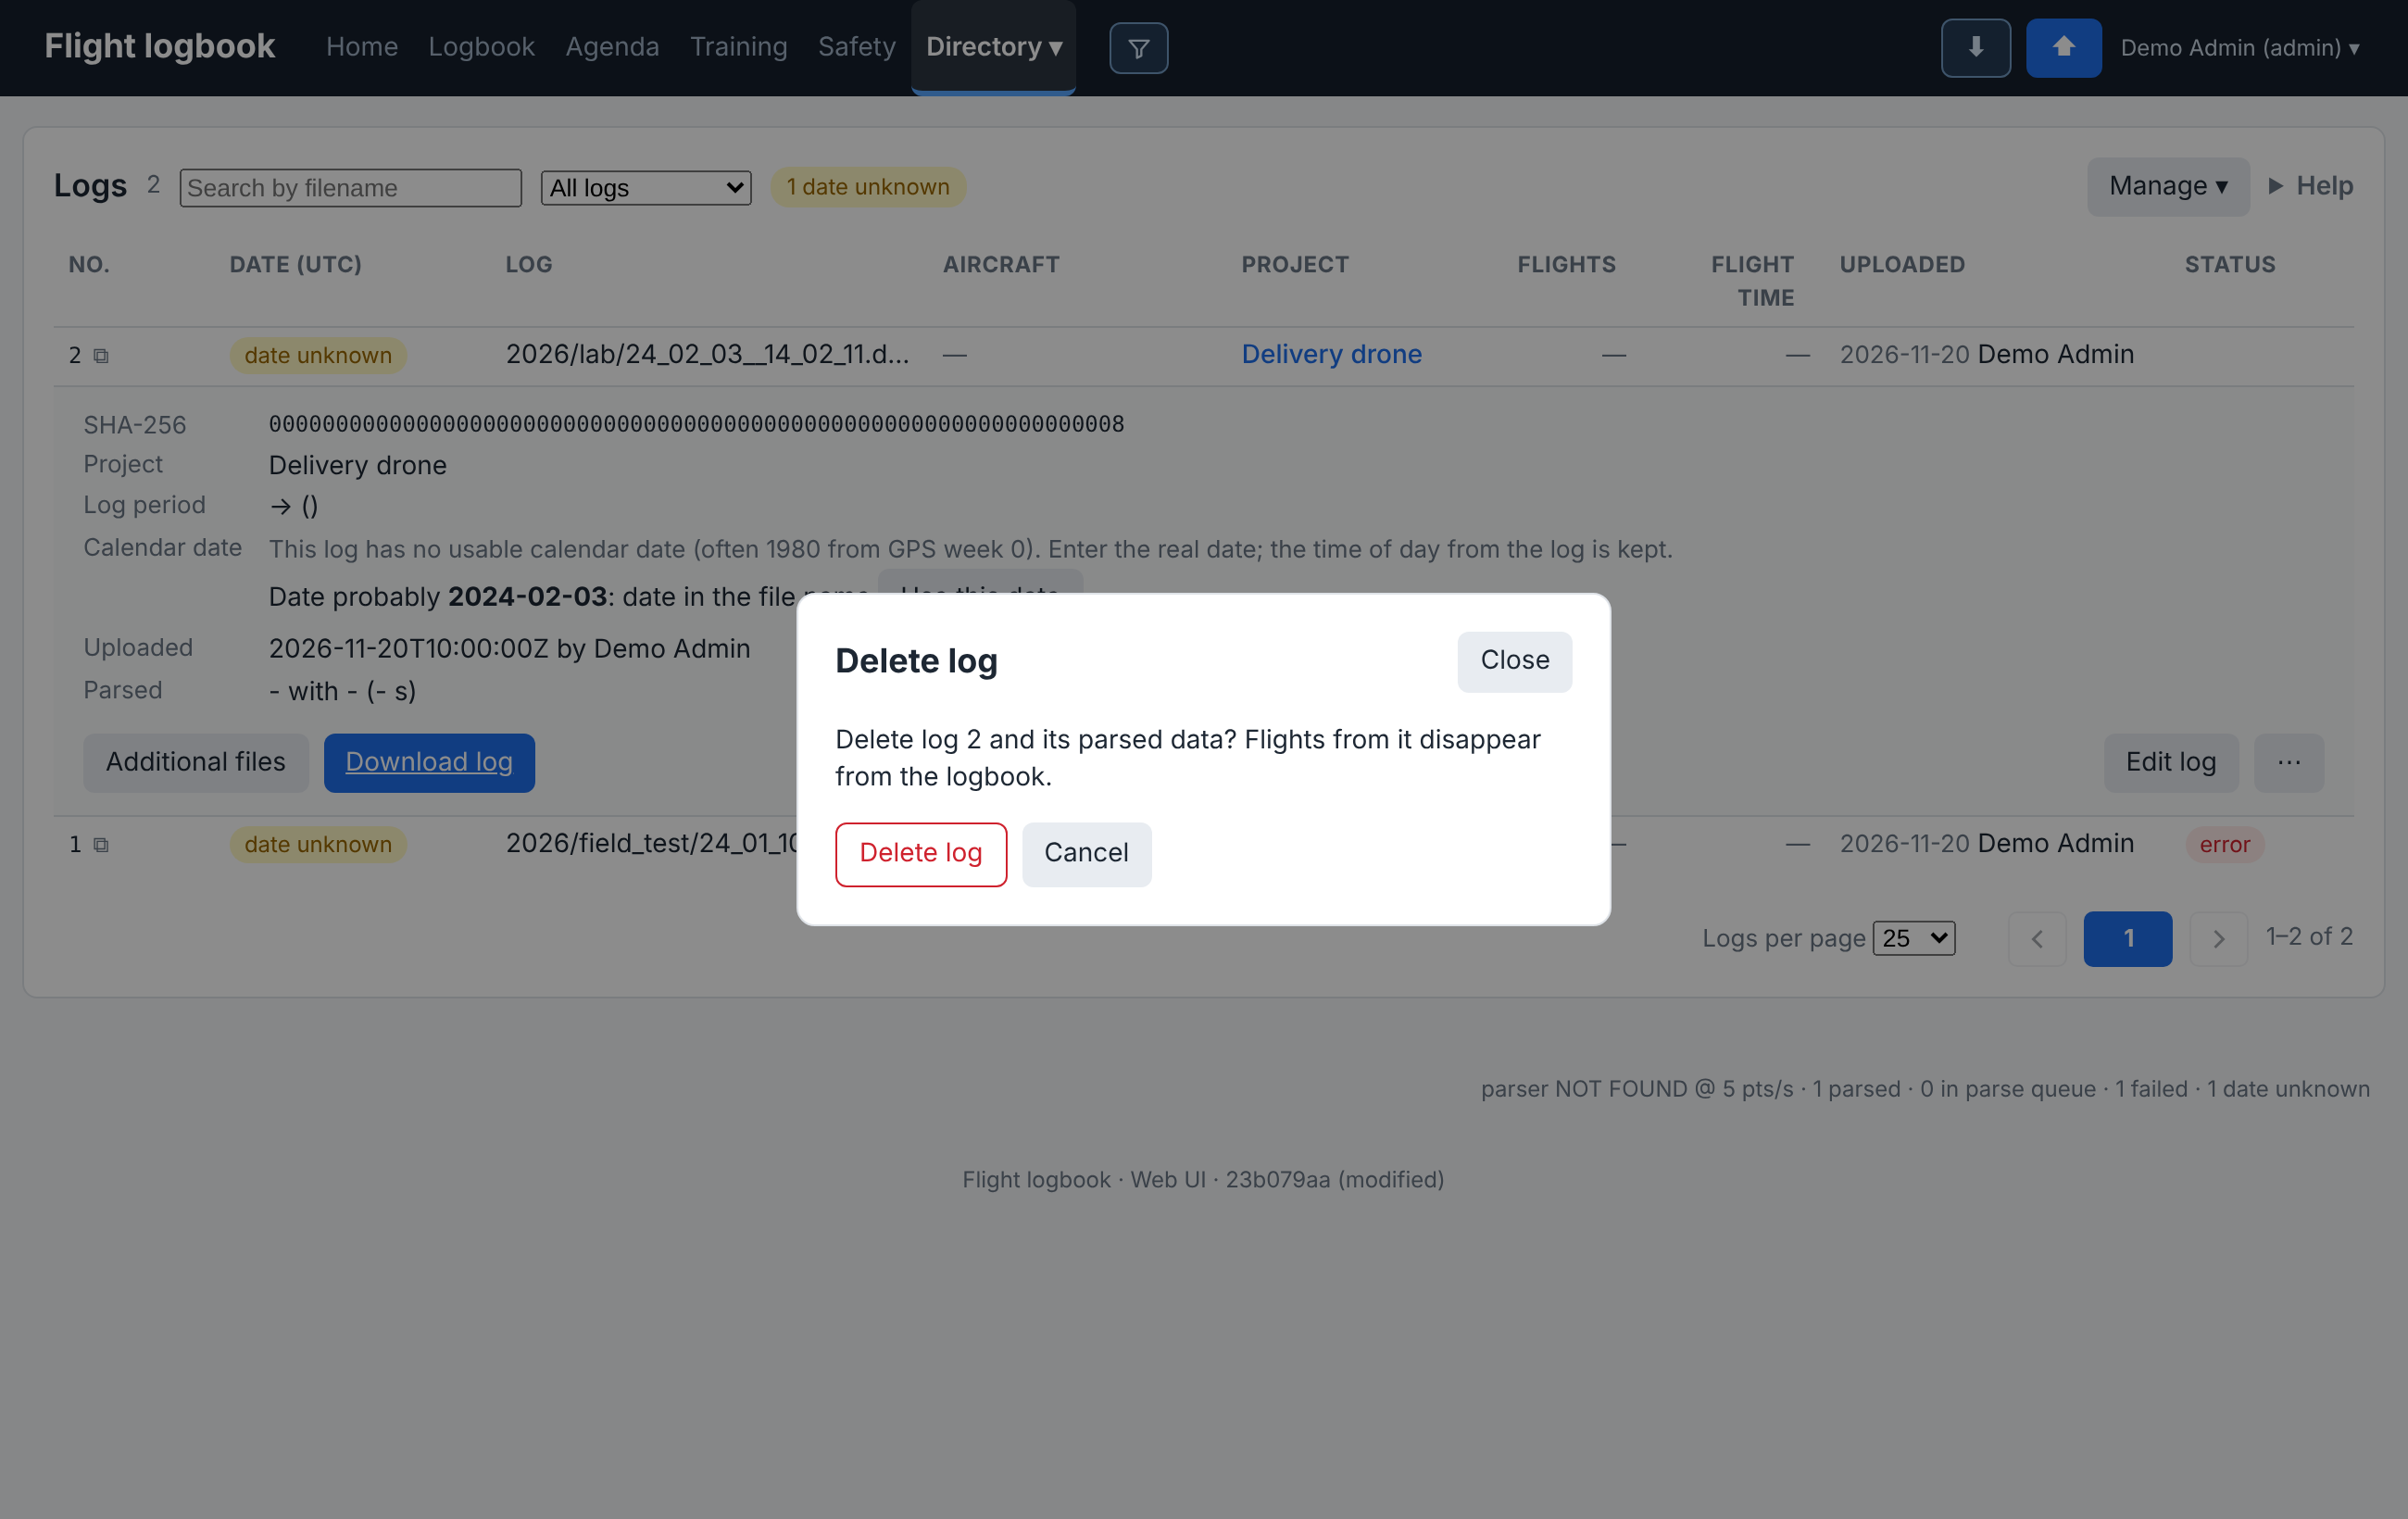 Flight logbook Home Logbook Agenda Training Safety Directory ▾ Demo Admin (admin) ▾
Logs 2 Search by filename All logs 1 date unknown Manage ▾ ▶ Help
NO. DATE (UTC) LOG AIRCRAFT PROJECT FLIGHTS FLIGHT TIME UPLOADED STATUS
2 date unknown 2026/lab/24_02_03__14_02_11.d... — Delivery drone — — 2026-11-20 Demo Admin
SHA-256 0000000000000000000000000000000000000000000000000000000000000008
Project Delivery drone
Log period → ()
Calendar date This log has no usable calendar date (often 1980 from GPS week 0). Enter the real date; the time of day from the log is kept.
Date probably 2024-02-03: date in the file
Uploaded 2026-11-20T10:00:00Z by Demo Admin
Parsed - with - (- s)
Additional files Download log Edit log ...
Delete log Close
Delete log 2 and its parsed data? Flights from it disappear
from the logbook.
Delete log Cancel
1 date unknown 2026/field_test/24_01_10 — — 2026-11-20 Demo Admin error
Logs per page 25 < 1 > 1–2 of 2
parser NOT FOUND @ 5 pts/s · 1 parsed · 0 in parse queue · 1 failed · 1 date unknown
Flight logbook · Web UI · 23b079aa (modified)